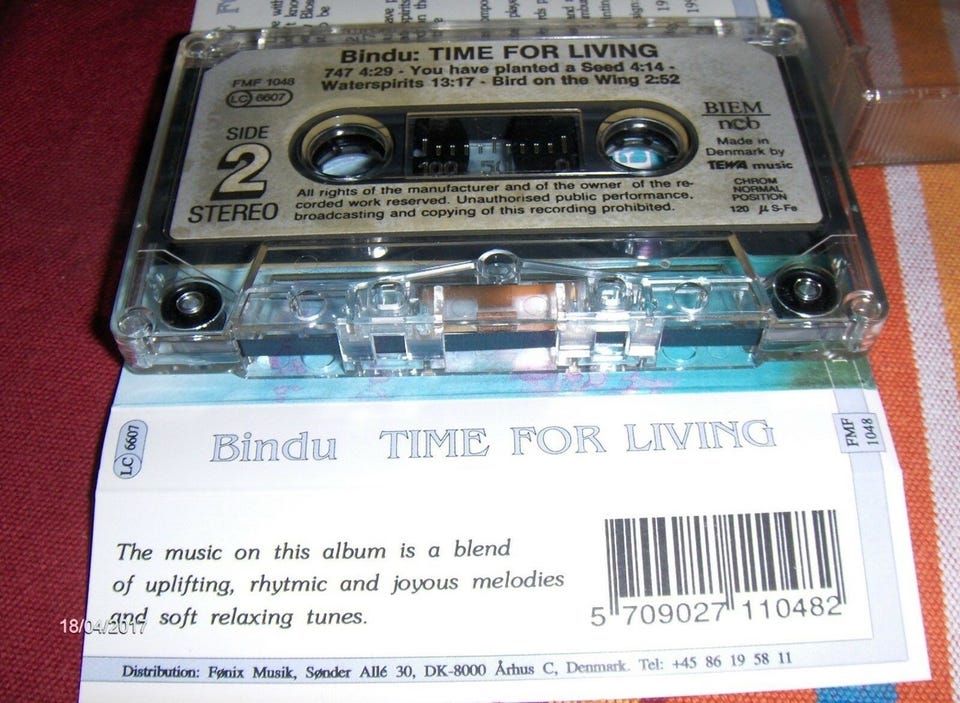 Bindu: TIME FOR LIVING
747 4:29 - You have planted a Seed 4:14 -
Waterspirits 13:17 - Bird on the Wing 2:52
FMF 1048
LC 6607
SIDE
2
STEREO
100 50 0
BIEM
ncb
Made in
Denmark by
TEWA music
CHROM
NORMAL
POSITION
120 µ S-Fe
All rights of the manufacturer and of the owner of the re-
corded work reserved. Unauthorised public performance,
broadcasting and copying of this recording prohibited.
LC 6607
Bindu TIME FOR LIVING
FMF
1048
The music on this album is a blend
of uplifting, rhytmic and joyous melodies
and soft relaxing tunes.
5 709027 110482
18/04/2017
Distribution: Fønix Musik, Sønder Allé 30, DK-8000 Århus C, Denmark. Tel: +45 86 19 58 11